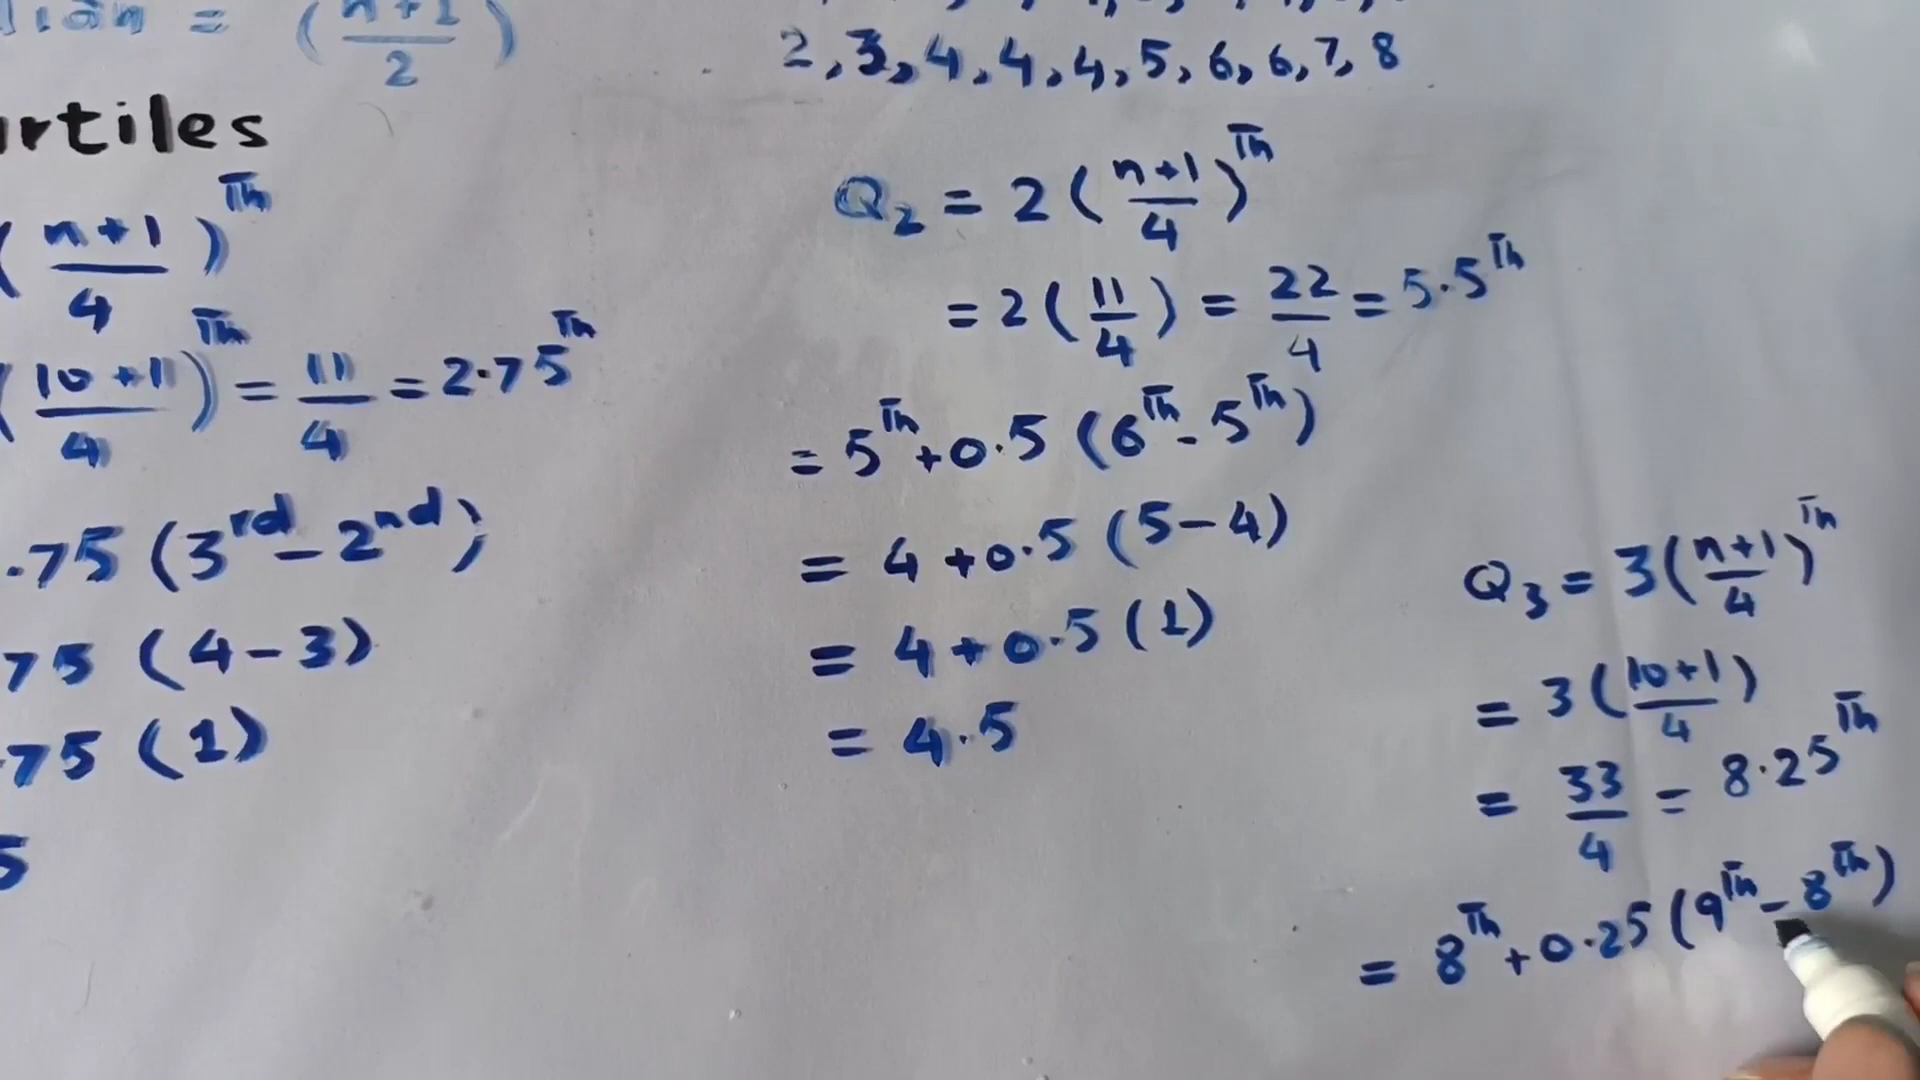 = ( n+1 / 2 )
2, 3, 4, 4, 4, 5, 6, 6, 7, 8
rtiles
( n+1 / 4 )Th
( 10+1 / 4 )Th = 11/4 = 2.75Th
.75 (3rd - 2nd)
75 (4-3)
75 (1)
5
Q2 = 2 ( n+1 / 4 )Th
= 2 ( 11/4 ) = 22/4 = 5.5Th
= 5Th + 0.5 (6Th - 5Th)
= 4 + 0.5 (5-4)
= 4 + 0.5 (1)
= 4.5
Q3 = 3 ( n+1 / 4 )Th
= 3 ( 10+1 / 4 )
= 33/4 = 8.25Th
= 8Th + 0.25 (9Th - 8Th)